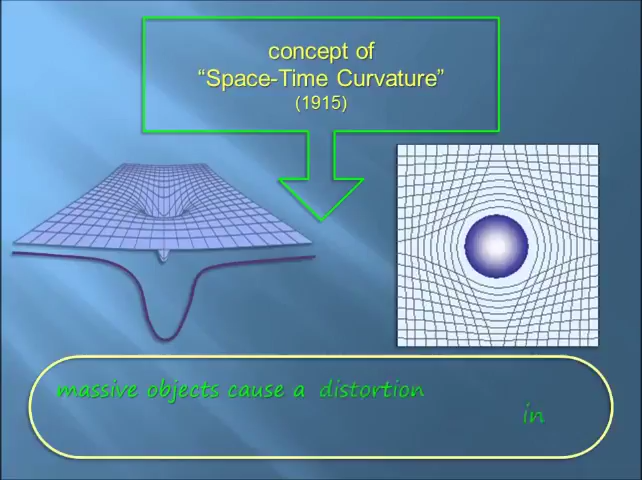 concept of
“Space-Time Curvature”
(1915)
massive objects cause a distortion
in